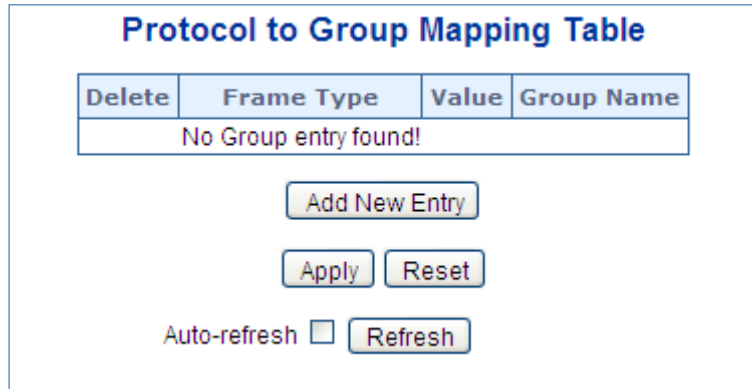 Protocol to Group Mapping Table
Delete Frame Type Value Group Name
No Group entry found!
Add New Entry
Apply Reset
Auto-refresh Refresh